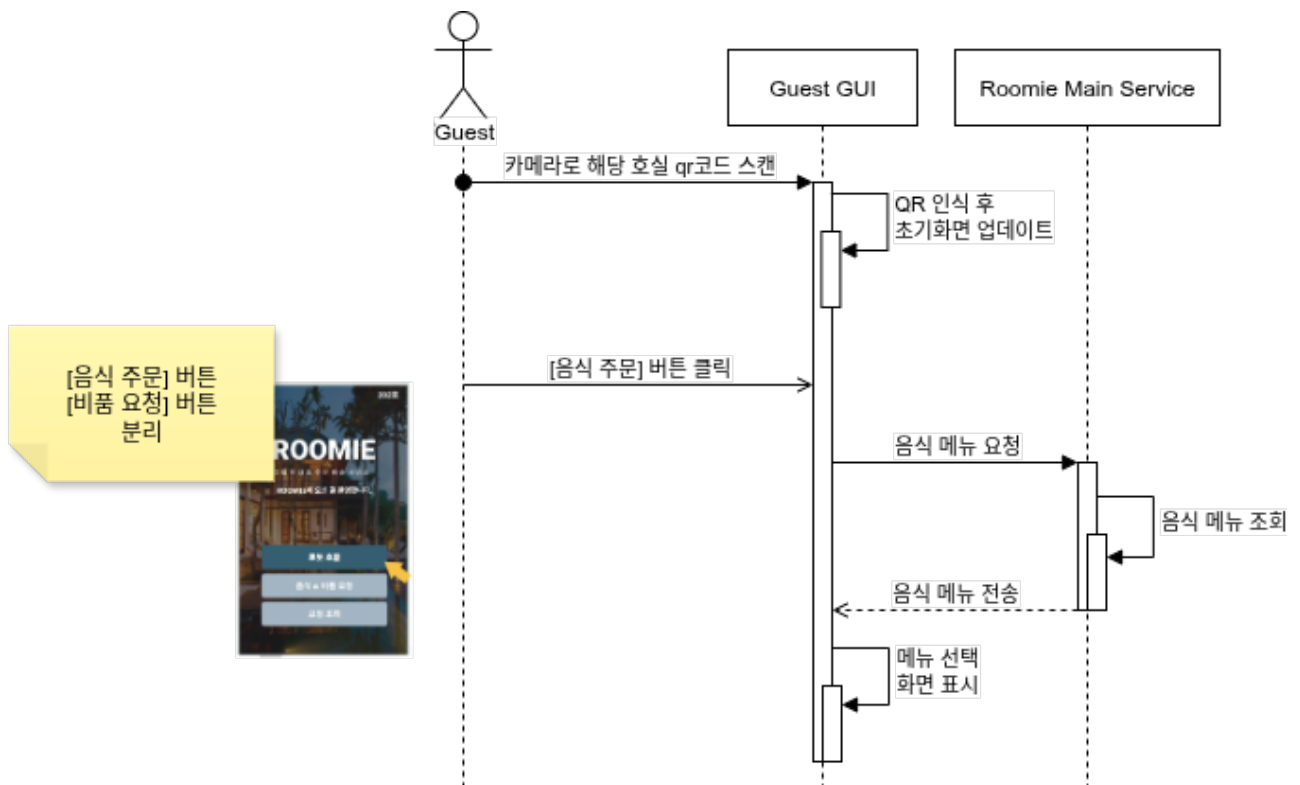 Guest
Guest GUI
Roomie Main Service
카메라로 해당 호실 qr코드 스캔
QR 인식 후
초기화면 업데이트
[음식 주문] 버튼
[비품 요청] 버튼
분리
[음식 주문] 버튼 클릭
ROOMIE
음식 메뉴 요청
음식 메뉴 조회
음식 메뉴 전송
메뉴 선택
화면 표시